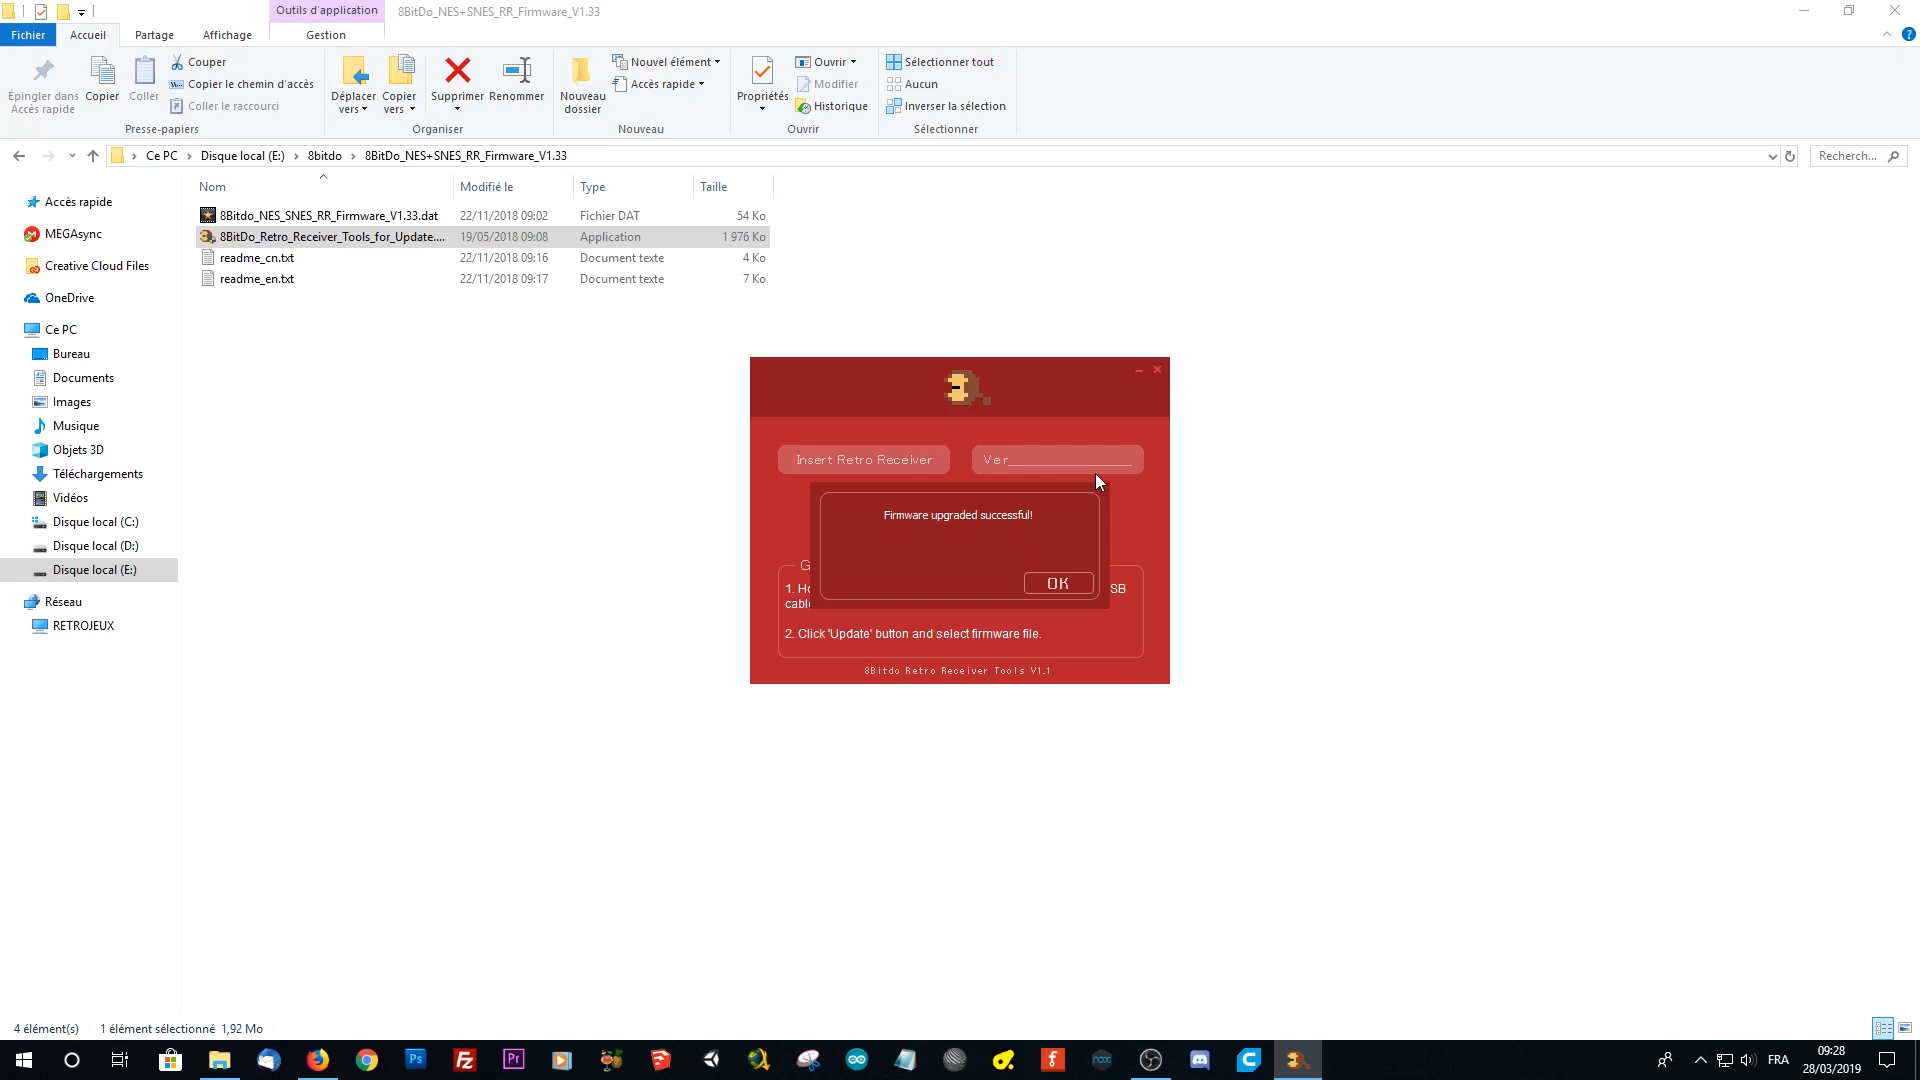 Outils d'application
8BitDo_NES+SNES_RR_Firmware_V1.33
Fichier
Accueil
Partage
Affichage
Gestion
Épingler dans
Accès rapide
Copier
Coller
Couper
Copier le chemin d'accès
Coller le raccourci
Presse-papiers
Déplacer
vers
Copier
vers
Supprimer
Renommer
Organiser
Nouveau
dossier
Nouvel élément
Accès rapide
Nouveau
Propriétés
Ouvrir
Modifier
Historique
Ouvrir
Sélectionner tout
Aucun
Inverser la sélection
Sélectionner
Ce PC > Disque local (E:) > 8bitdo > 8BitDo_NES+SNES_RR_Firmware_V1.33
Recherch...
Nom Modifié le Type Taille
8Bitdo_NES_SNES_RR_Firmware_V1.33.dat 22/11/2018 09:02 Fichier DAT 54 Ko
8BitDo_Retro_Receiver_Tools_for_Update.... 19/05/2018 09:08 Application 1 976 Ko
readme_cn.txt 22/11/2018 09:16 Document texte 4 Ko
readme_en.txt 22/11/2018 09:17 Document texte 7 Ko
Accès rapide
MEGAsync
Creative Cloud Files
OneDrive
Ce PC
Bureau
Documents
Images
Musique
Objets 3D
Téléchargements
Vidéos
Disque local (C:)
Disque local (D:)
Disque local (E:)
Réseau
RETROJEUX
Insert Retro Receiver
Ver
Firmware upgraded successful!
OK
G
1. Ho SB
cabl
2. Click 'Update' button and select firmware file.
8Bitdo Retro Receiver Tools V1.1
4 élément(s) 1 élément sélectionné 1,92 Mo
Ps
Fz
Pr
nox
FRA
09:28
28/03/2019